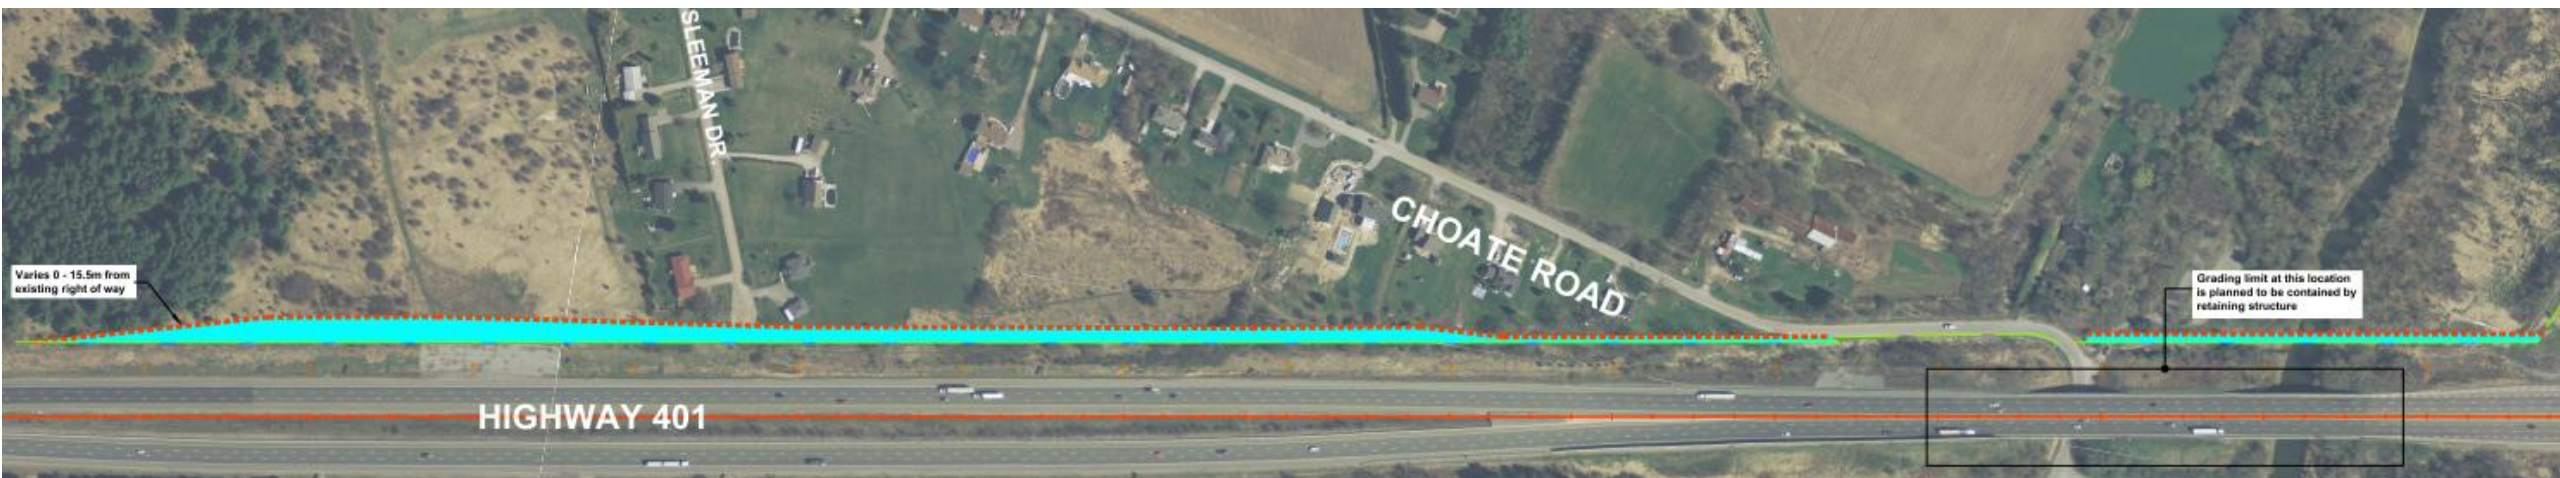 SLEEMAN DR.
CHOATE ROAD
Varies 0 - 15.5m from
existing right of way
Grading limit at this location
is planned to be contained by
retaining structure
HIGHWAY 401